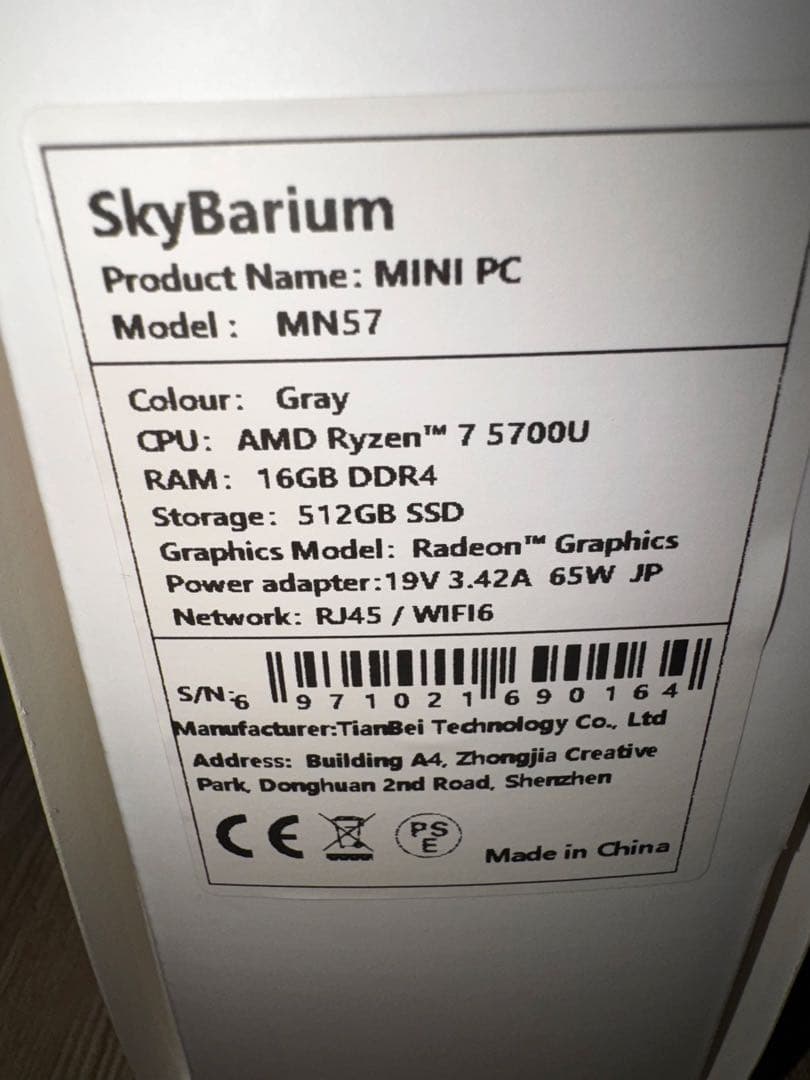 SkyBarium
Product Name: MINI PC
Model : MN57
Colour: Gray
CPU: AMD Ryzen™ 7 5700U
RAM: 16GB DDR4
Storage: 512GB SSD
Graphics Model: Radeon™ Graphics
Power adapter:19V 3.42A 65W JP
Network: RJ45 / WIFI6
S/N:6 971021 690164
Manufacturer:TianBei Technology Co., Ltd
Address: Building A4, Zhongjia Creative
Park, Donghuan 2nd Road, Shenzhen
CE PSE Made in China